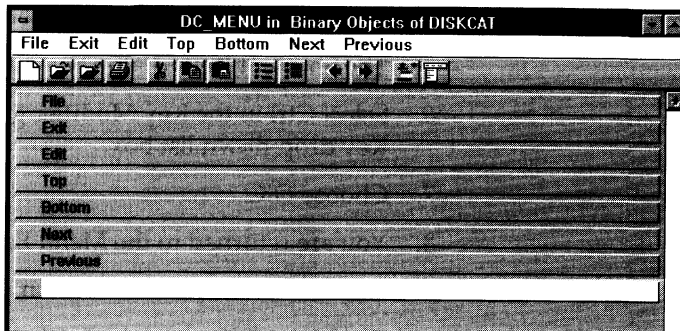 DC_MENU in Binary Objects of DISKCAT
File Exit Edit Top Bottom Next Previous
File
Exit
Edit
Top
Bottom
Next
Previous